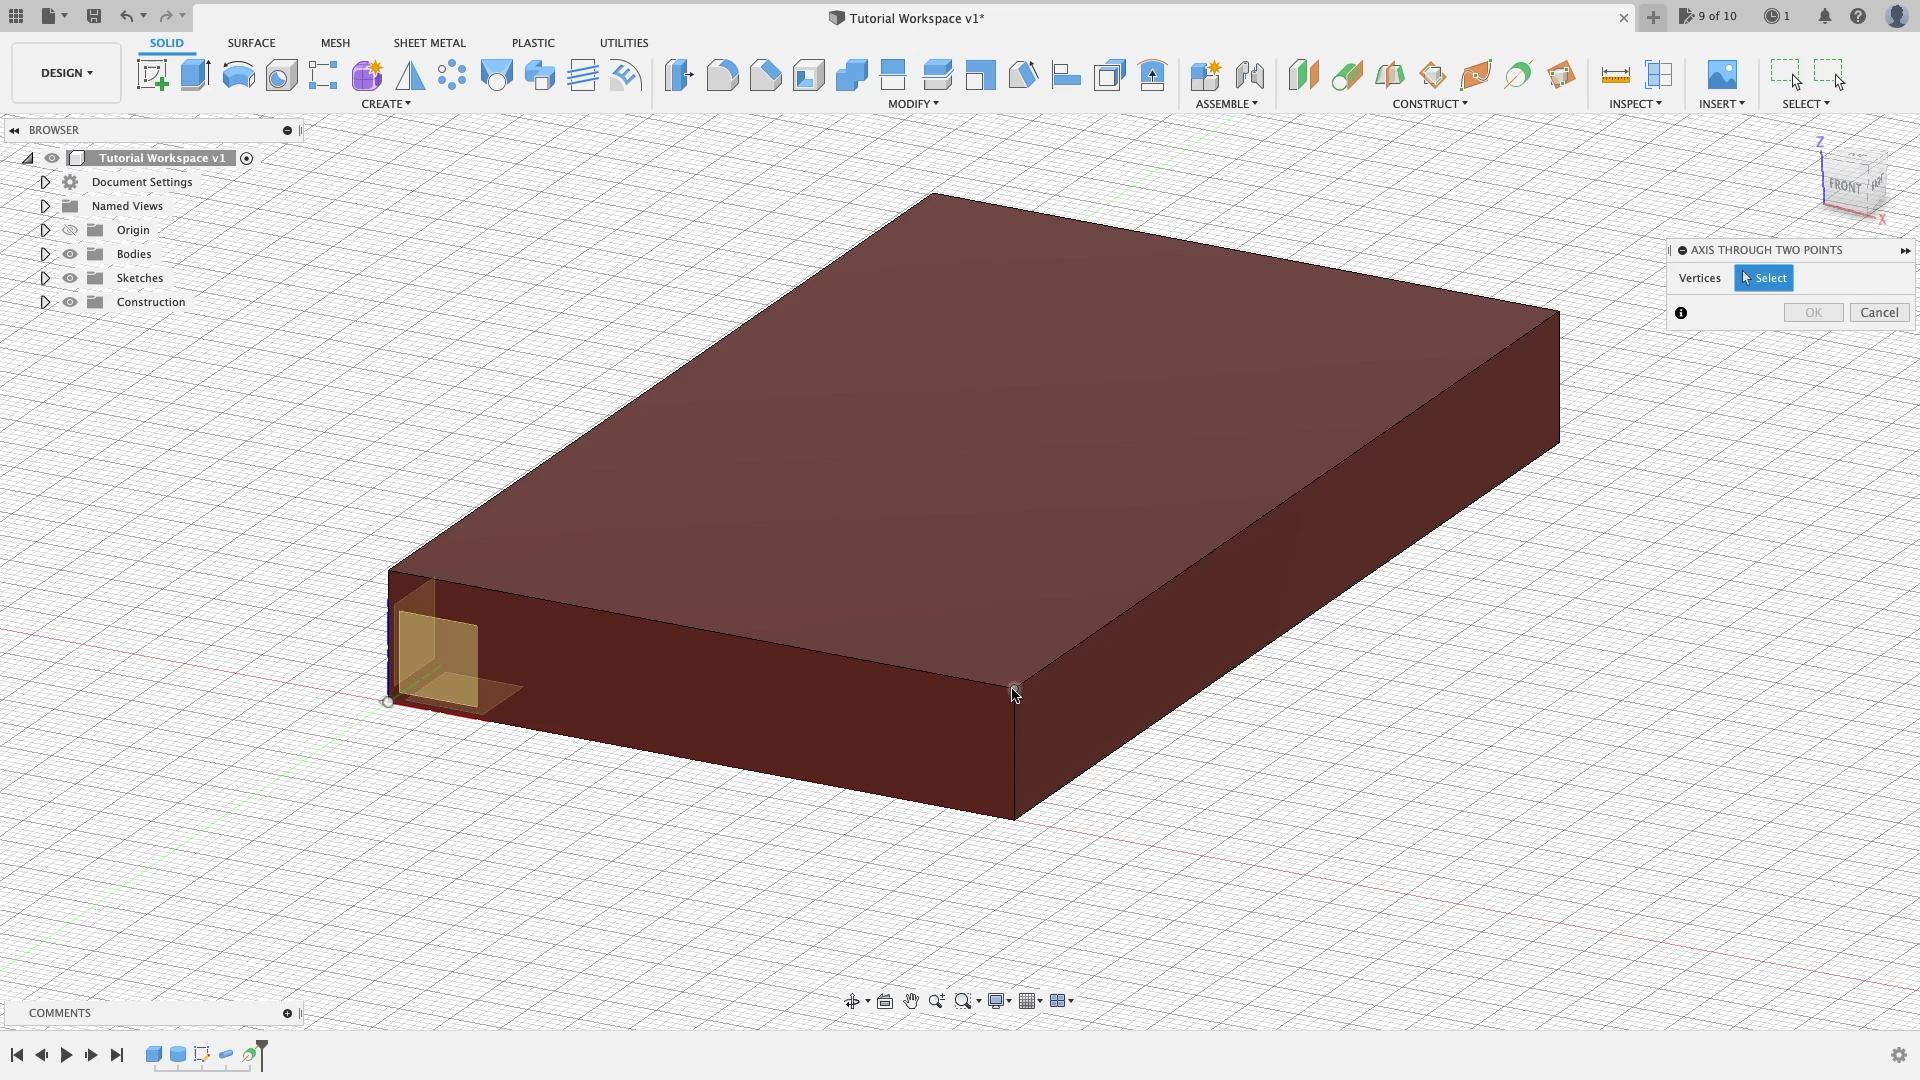 Tutorial Workspace v1*
9 of 10
1
DESIGN
SOLID
SURFACE
MESH
SHEET METAL
PLASTIC
UTILITIES
CREATE
MODIFY
ASSEMBLE
CONSTRUCT
INSPECT
INSERT
SELECT
BROWSER
Tutorial Workspace v1
Document Settings
Named Views
Origin
Bodies
Sketches
Construction
Z
FRONT
X
AXIS THROUGH TWO POINTS
Vertices
Select
OK
Cancel
COMMENTS